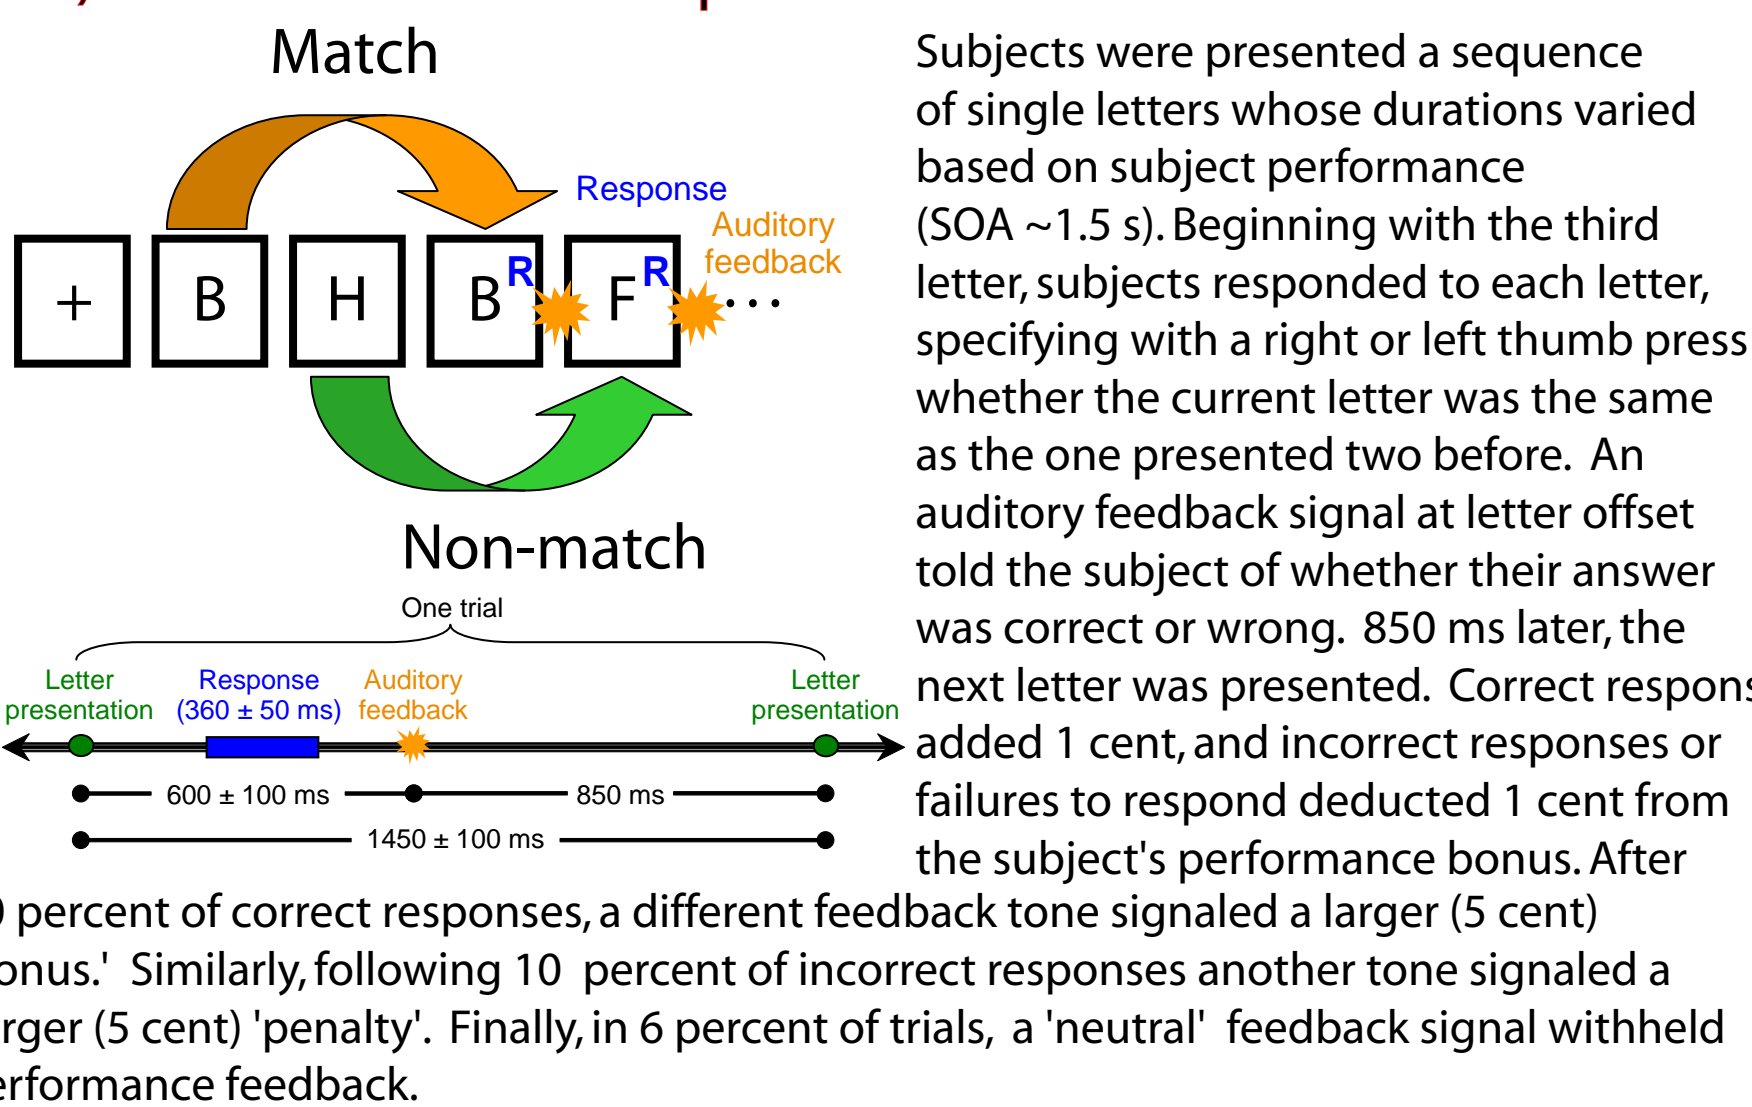 Match
Response
Auditory
feedback
+ B H B R F R ...
Non-match
One trial
Letter
presentation
Response
(360 ± 50 ms)
Auditory
feedback
Letter
presentation
600 ± 100 ms
850 ms
1450 ± 100 ms
Subjects were presented a sequence
of single letters whose durations varied
based on subject performance
(SOA ~1.5 s). Beginning with the third
letter, subjects responded to each letter,
specifying with a right or left thumb press
whether the current letter was the same
as the one presented two before. An
auditory feedback signal at letter offset
told the subject of whether their answer
was correct or wrong. 850 ms later, the
next letter was presented. Correct respons
added 1 cent, and incorrect responses or
failures to respond deducted 1 cent from
the subject's performance bonus. After
percent of correct responses, a different feedback tone signaled a larger (5 cent)
onus.' Similarly, following 10 percent of incorrect responses another tone signaled a
rger (5 cent) 'penalty'. Finally, in 6 percent of trials, a 'neutral' feedback signal withheld
erformance feedback.